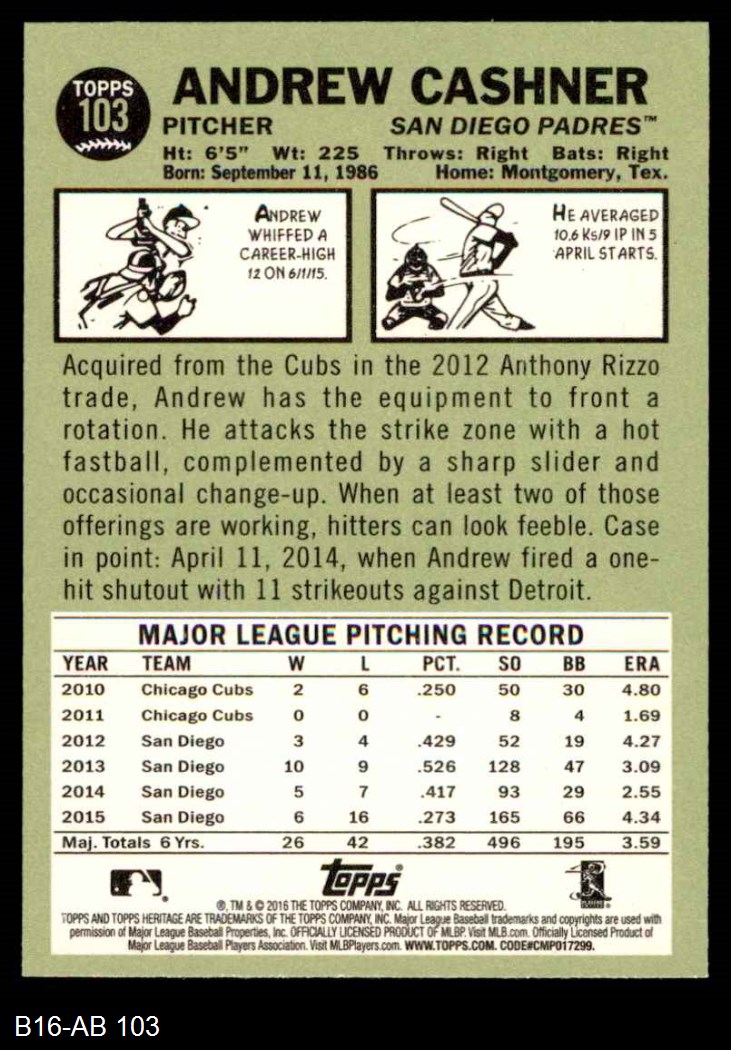 TOPPS
103
ANDREW CASHNER
PITCHER SAN DIEGO PADRES™
Ht: 6'5" Wt: 225 Throws: Right Bats: Right
Born: September 11, 1986 Home: Montgomery, Tex.
ANDREW
WHIFFED A
CAREER-HIGH
12 ON 6/1/15.
HE AVERAGED
10.6 Ks/9 IP IN 5
APRIL STARTS.
Acquired from the Cubs in the 2012 Anthony Rizzo
trade, Andrew has the equipment to front a
rotation. He attacks the strike zone with a hot
fastball, complemented by a sharp slider and
occasional change-up. When at least two of those
offerings are working, hitters can look feeble. Case
in point: April 11, 2014, when Andrew fired a one-
hit shutout with 11 strikeouts against Detroit.
MAJOR LEAGUE PITCHING RECORD
YEAR TEAM W L PCT. SO BB ERA
2010 Chicago Cubs 2 6 .250 50 30 4.80
2011 Chicago Cubs 0 0 - 8 4 1.69
2012 San Diego 3 4 .429 52 19 4.27
2013 San Diego 10 9 .526 128 47 3.09
2014 San Diego 5 7 .417 93 29 2.55
2015 San Diego 6 16 .273 165 66 4.34
Maj. Totals 6 Yrs. 26 42 .382 496 195 3.59
topps®
®, TM & © 2016 THE TOPPS COMPANY, INC. ALL RIGHTS RESERVED.
TOPPS AND TOPPS HERITAGE ARE TRADEMARKS OF THE TOPPS COMPANY, INC. Major League Baseball trademarks and copyrights are used with
permission of Major League Baseball Properties, Inc. OFFICIALLY LICENSED PRODUCT OF MLBP. Visit MLB.com. Officially Licensed Product of
Major League Baseball Players Association. Visit MLBPlayers.com. WWW.TOPPS.COM. CODE#CMP017299.
B16-AB 103